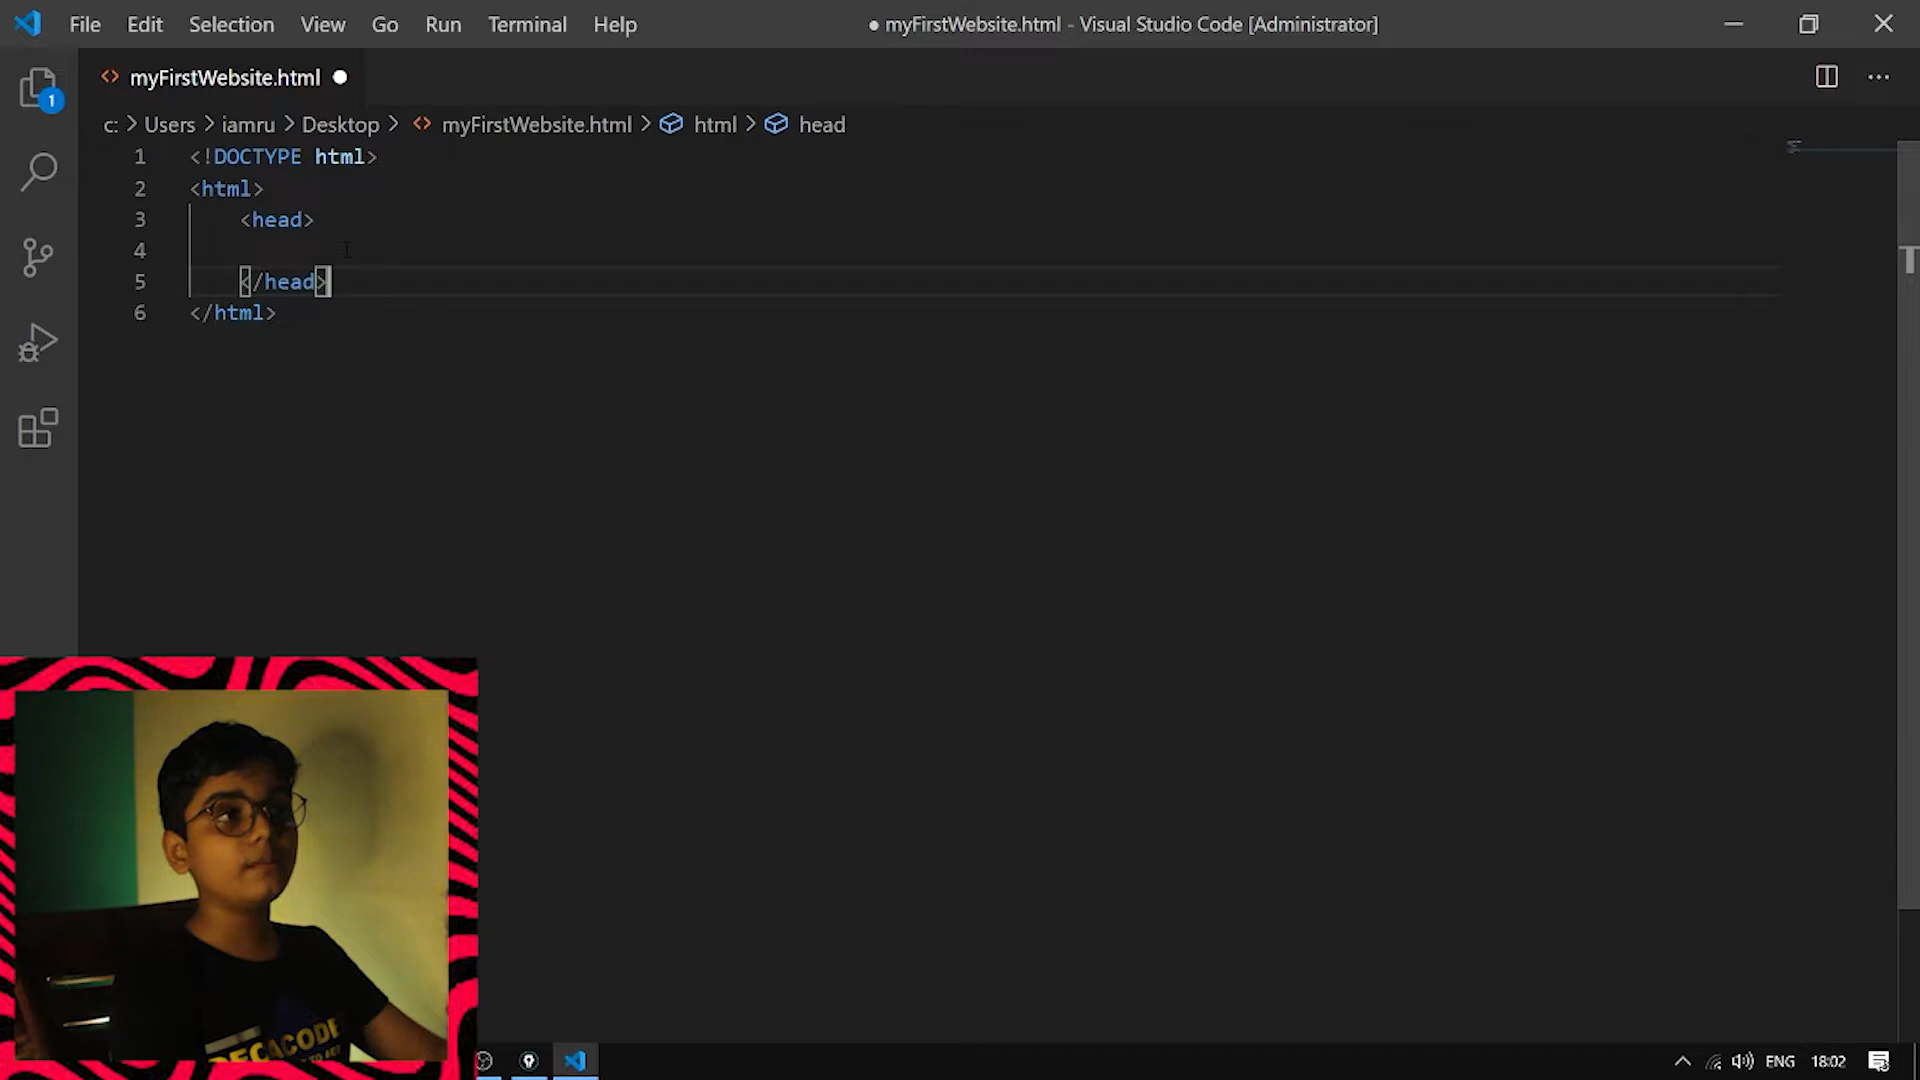 File Edit Selection View Go Run Terminal Help
● myFirstWebsite.html - Visual Studio Code [Administrator]
myFirstWebsite.html ●
1
c: > Users > iamru > Desktop > <> myFirstWebsite.html > html > head
1 <!DOCTYPE html>
2 <html>
3 <head>
4
5 </head>
6 </html>
ENG 18:02